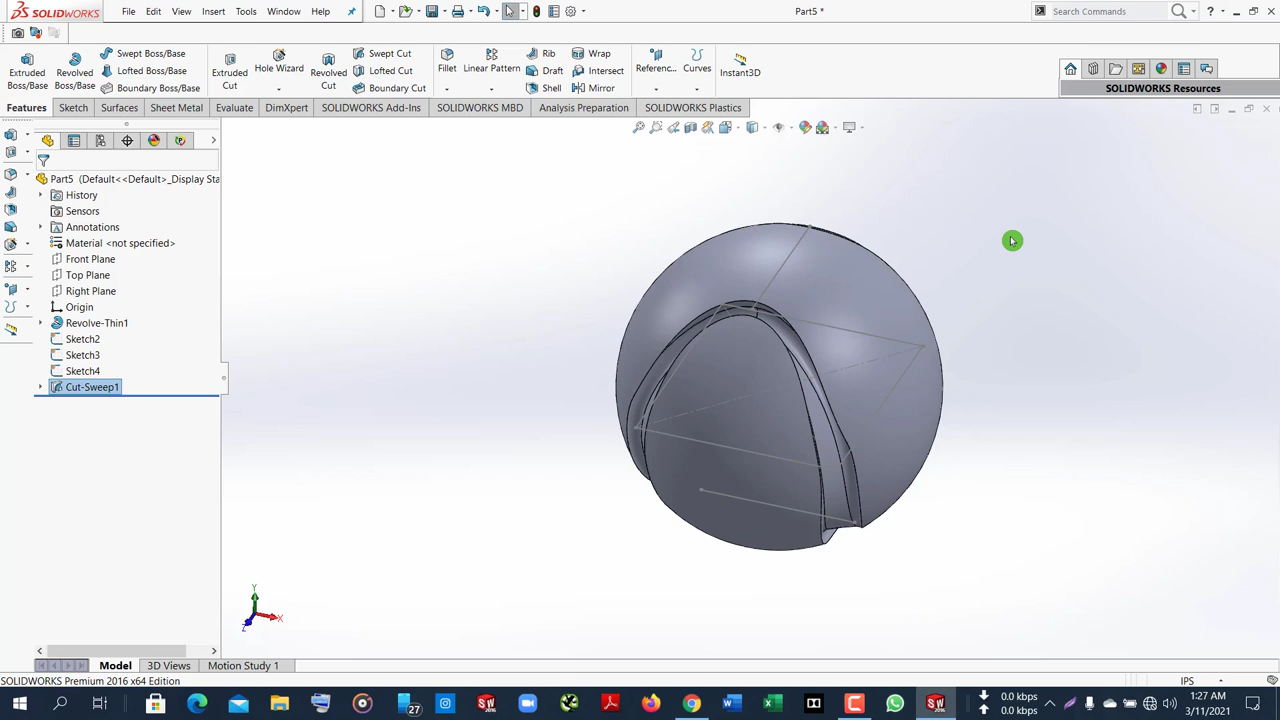 SOLIDWORKS File Edit View Insert Tools Window Help Part5 * Search Commands
Extruded Boss/Base
Revolved Boss/Base
Swept Boss/Base
Lofted Boss/Base
Boundary Boss/Base
Extruded Cut
Hole Wizard
Revolved Cut
Swept Cut
Lofted Cut
Boundary Cut
Fillet
Linear Pattern
Rib
Draft
Shell
Wrap
Intersect
Mirror
Referenc...
Curves
Instant3D
SOLIDWORKS Resources
Features Sketch Surfaces Sheet Metal Evaluate DimXpert SOLIDWORKS Add-Ins SOLIDWORKS MBD Analysis Preparation SOLIDWORKS Plastics
Part5 (Default<<Default>_Display Sta
History
Sensors
Annotations
Material <not specified>
Front Plane
Top Plane
Right Plane
Origin
Revolve-Thin1
Sketch2
Sketch3
Sketch4
Cut-Sweep1
Y
X
Z
Model 3D Views Motion Study 1
SOLIDWORKS Premium 2016 x64 Edition IPS
27
0.0 kbps
0.0 kbps
1:27 AM
3/11/2021